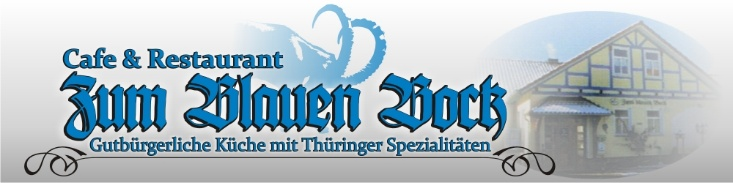 Cafe & Restaurant
Zum Blauen Bock
Gutbürgerliche Küche mit Thüringer Spezialitäten